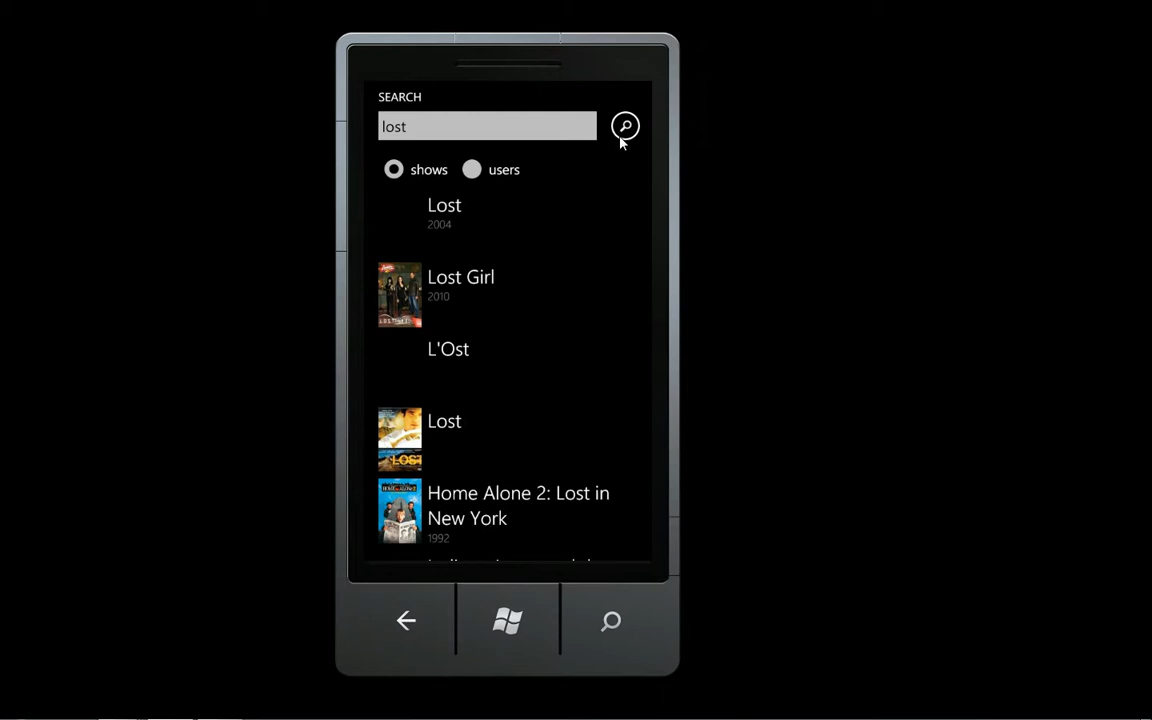 SEARCH
lost
shows users
Lost
2004
Lost Girl
2010
L'Ost
Lost
LOST
Home Alone 2: Lost in
New York
1992